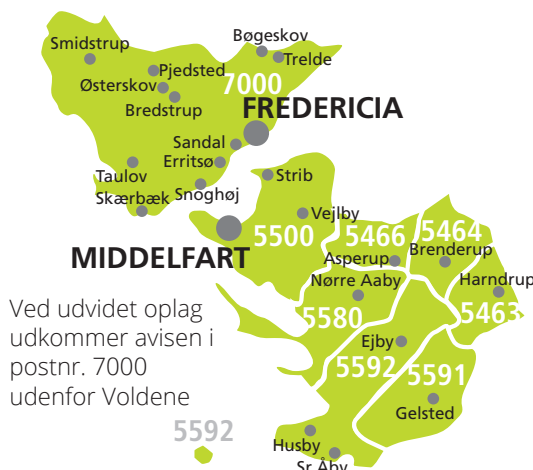 Bøgeskov
Smidstrup
Trelde
Pjedsted
7000
Østerskov
Bredstrup
FREDERICIA
Sandal
Erritsø
Taulov
Strib
Snoghøj
Skærbæk
Vejlby
5500
5466
5464
MIDDELFART
Asperup
Brenderup
Nørre Aaby
Harndrup
5580
5463
Ved udvidet oplag
udkommer avisen i
postnr. 7000
udenfor Voldene
Ejby
5592
5591
Gelsted
5592
Husby
Sr Åby